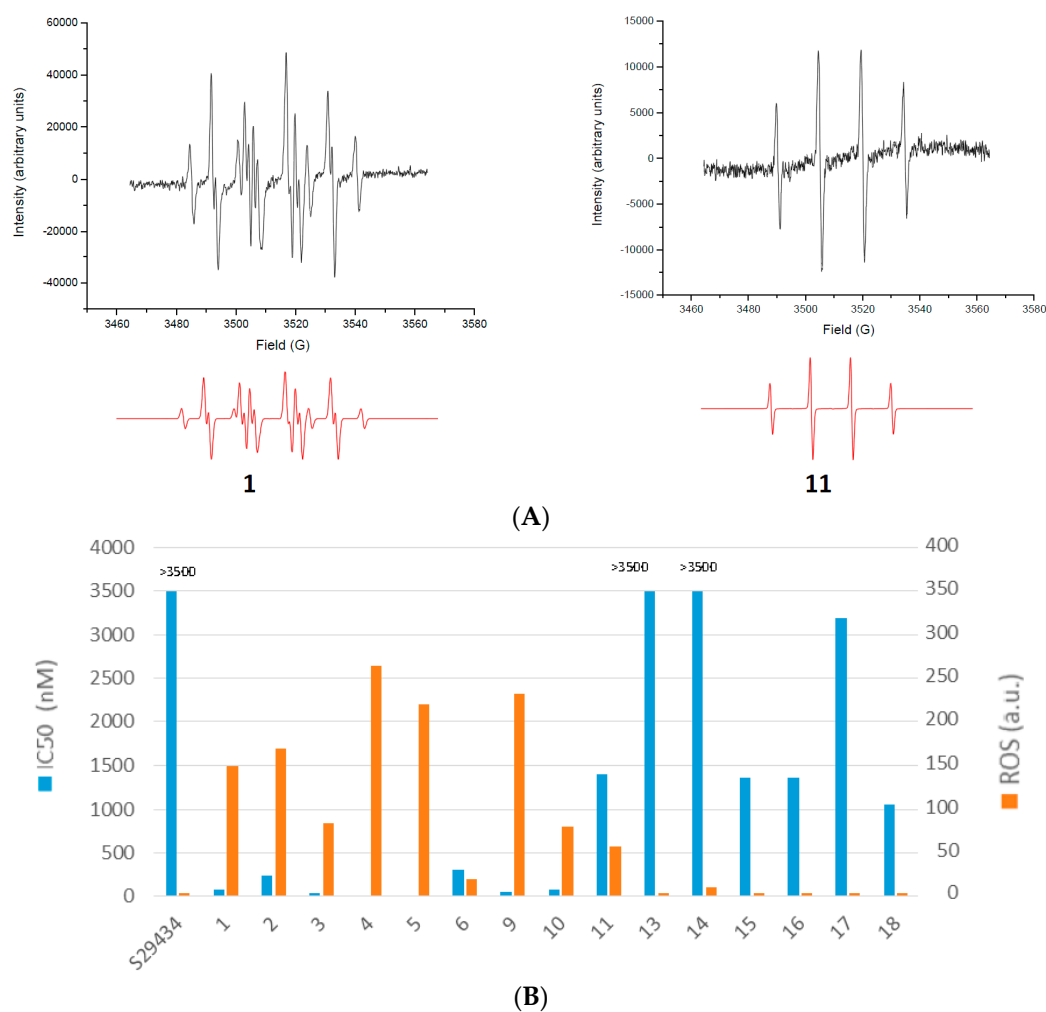 60000
40000
20000
0
-20000
-40000
Intensity (arbitrary units)
3460 3480 3500 3520 3540 3560 3580
Field (G)
1
15000
10000
5000
0
-5000
-10000
-15000
Intensity (arbitrary units)
3460 3480 3500 3520 3540 3560 3580
Field (G)
11
(A)
4000
3500
3000
2500
2000
1500
1000
500
0
IC50 (nM)
>3500 >3500 >3500
400
350
300
250
200
150
100
50
0
ROS (a.u.)
S29434 1 2 3 4 5 6 9 10 11 13 14 15 16 17 18
(B)